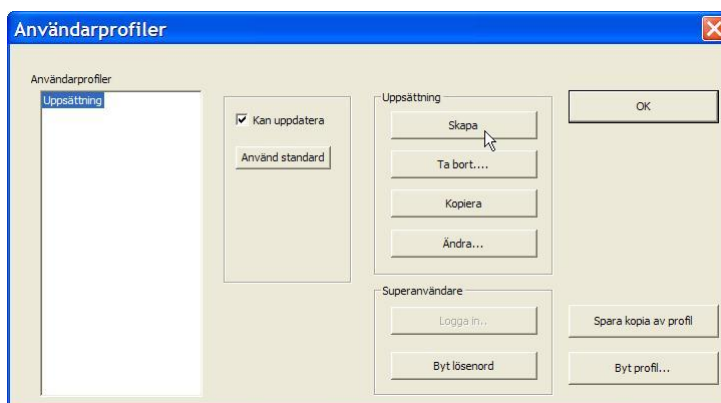 Användarprofiler
Användarprofiler
Uppsättning
Kan uppdatera
Använd standard
Uppsättning
Skapa
Ta bort....
Kopiera
Ändra...
Superanvändare
Logga in..
Byt lösenord
OK
Spara kopia av profil
Byt profil...